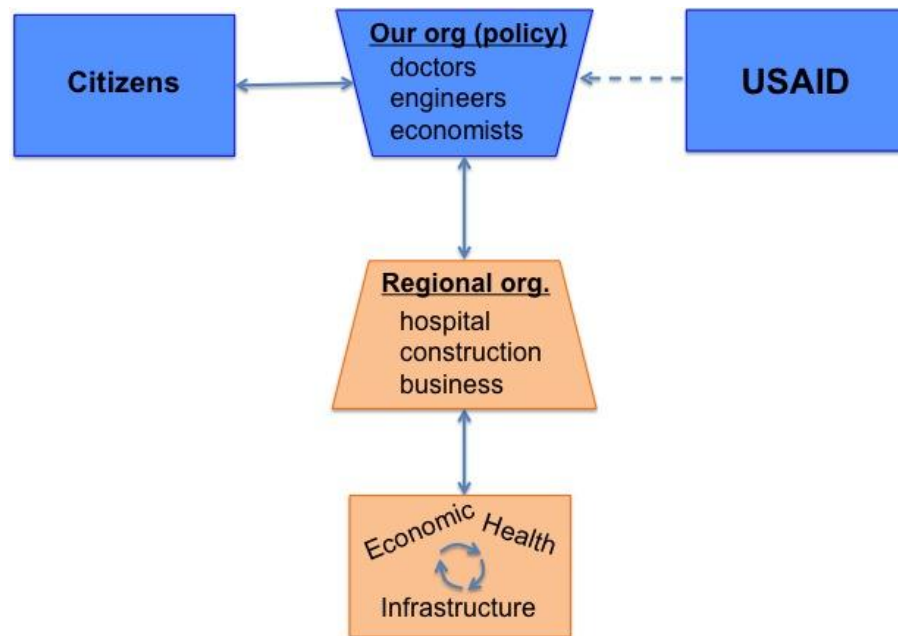 Citizens
Our org (policy)
doctors
engineers
economists
USAID
Regional org.
hospital
construction
business
Economic
Health
Infrastructure